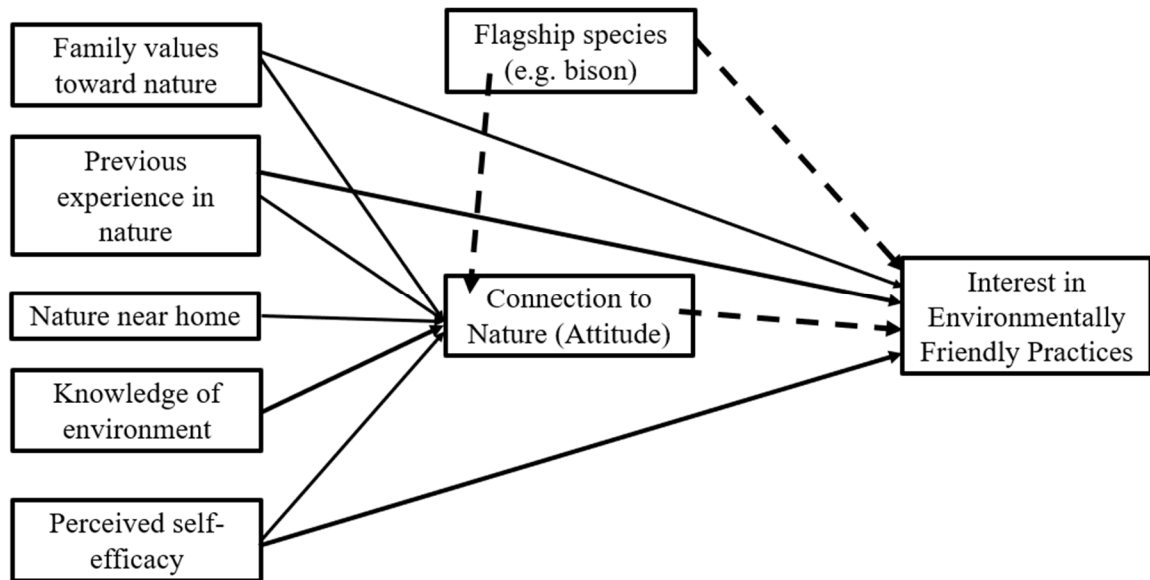 Family values
toward nature
Flagship species
(e.g. bison)
Previous
experience in
nature
Nature near home
Connection to
Nature (Attitude)
Interest in
Environmentally
Friendly Practices
Knowledge of
environment
Perceived self-
efficacy